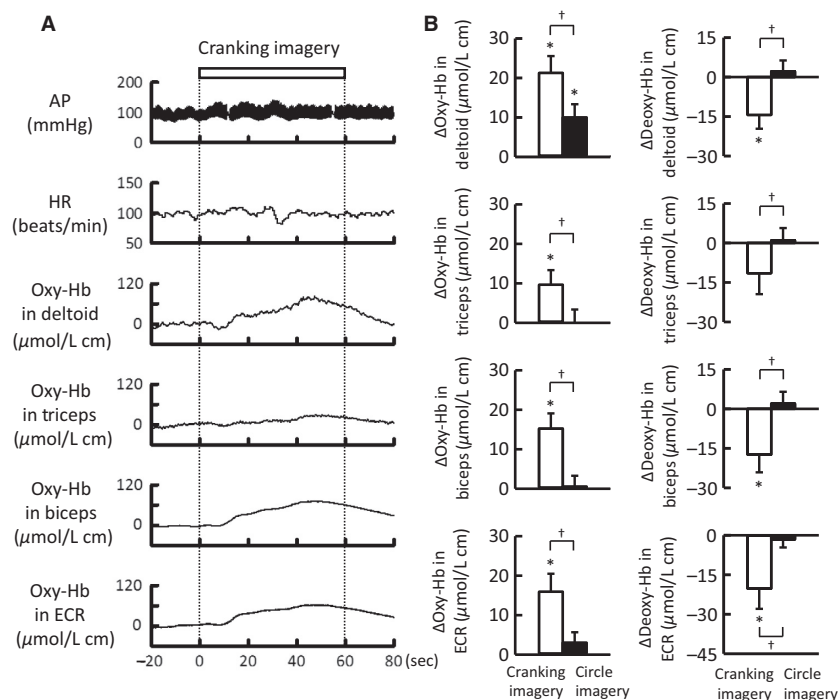 A
Cranking imagery
AP
(mmHg)
200
100
0
HR
(beats/min)
150
100
50
Oxy-Hb
in deltoid
(μmol/L cm)
120
0
Oxy-Hb
in triceps
(μmol/L cm)
120
0
Oxy-Hb
in biceps
(μmol/L cm)
120
0
Oxy-Hb
in ECR
(μmol/L cm)
120
0
−20 0 20 40 60 80 (sec)
B
ΔOxy-Hb in
deltoid (μmol/L cm)
30
20
10
0
*
†
*
ΔDeoxy-Hb in
deltoid (μmol/L cm)
15
0
−15
−30
†
*
ΔOxy-Hb in
triceps (μmol/L cm)
30
20
10
0
†
*
ΔDeoxy-Hb in
triceps (μmol/L cm)
15
0
−15
−30
†
ΔOxy-Hb in
biceps (μmol/L cm)
30
20
10
0
†
*
ΔDeoxy-Hb in
biceps (μmol/L cm)
15
0
−15
−30
†
*
ΔOxy-Hb in
ECR (μmol/L cm)
30
20
10
0
†
*
Cranking
imagery
Circle
imagery
ΔDeoxy-Hb in
ECR (μmol/L cm)
0
−15
−30
−45
*
†
Cranking
imagery
Circle
imagery